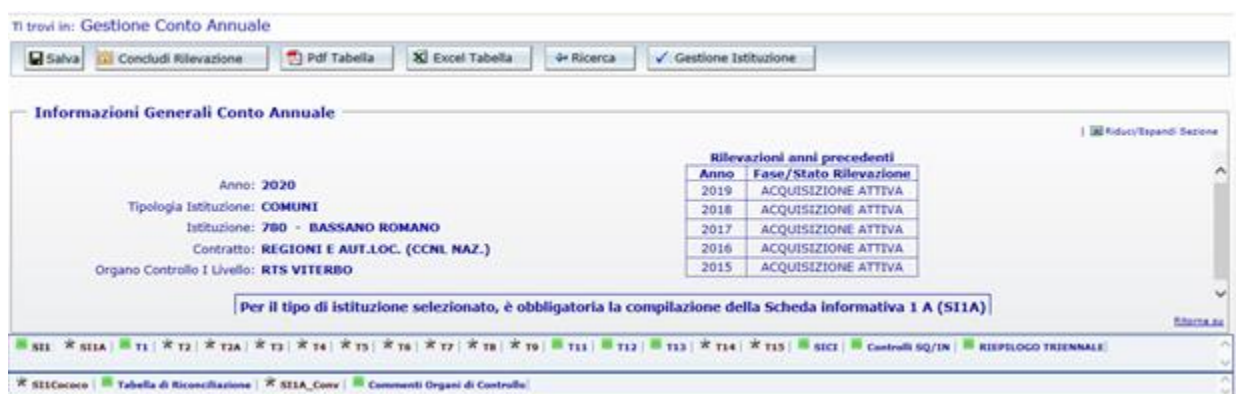 Ti trovi in: Gestione Conto Annuale
Salva Concludi Rilevazione Pdf Tabella Excel Tabella Ricerca Gestione Istituzione
Informazioni Generali Conto Annuale
Riduci/Espandi Sezione
Anno: 2020
Tipologia Istituzione: COMUNI
Istituzione: 780 - BASSANO ROMANO
Contratto: REGIONI E AUT.LOC. (CCNL NAZ.)
Organo Controllo I Livello: RTS VITERBO
Rilevazioni anni precedenti
Anno Fase/Stato Rilevazione
2019 ACQUISIZIONE ATTIVA
2018 ACQUISIZIONE ATTIVA
2017 ACQUISIZIONE ATTIVA
2016 ACQUISIZIONE ATTIVA
2015 ACQUISIZIONE ATTIVA
Per il tipo di istituzione selezionato, è obbligatoria la compilazione della Scheda informativa 1 A (SI1A)
Ritorna su
SI1 | SI1A | T1 | T2 | T2A | T3 | T4 | T5 | T6 | T7 | T8 | T9 | T11 | T12 | T13 | T14 | T15 | SICI | Controlli SQ/IN | RIEPILOGO TRIENNALE|
SI1Cococo | Tabella di Riconciliazione | SI1A_Conv | Commenti Organi di Controllo|